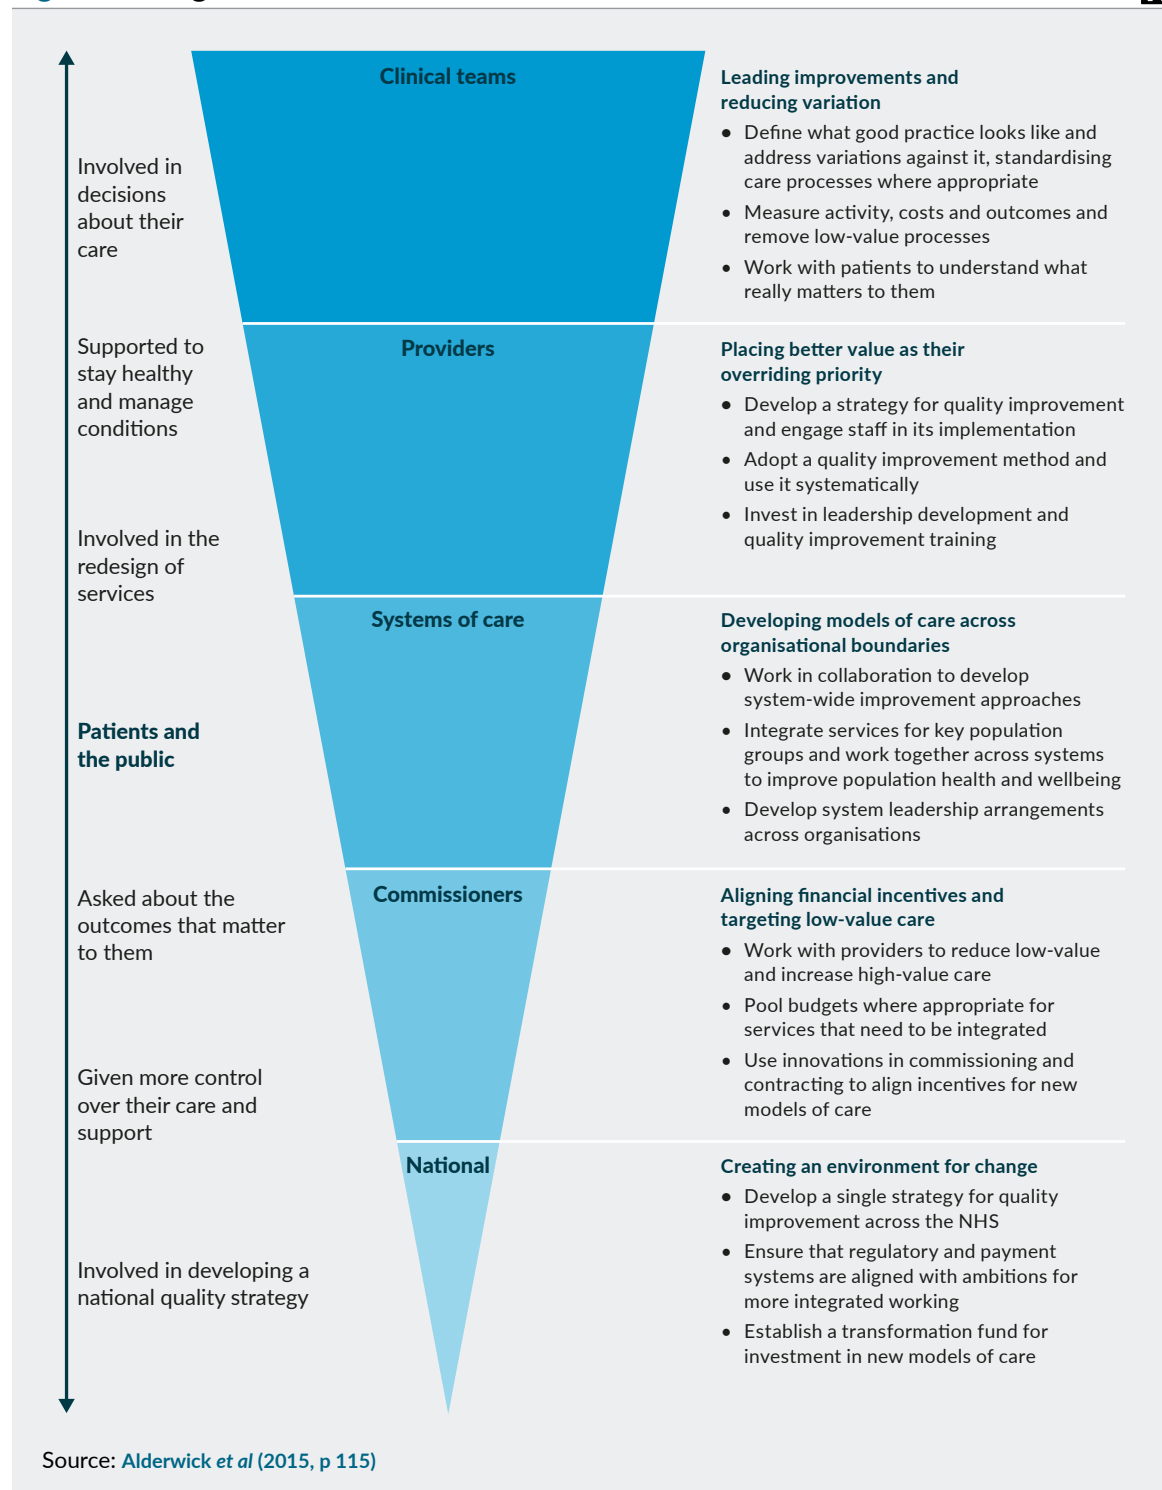 Clinical teams
Leading improvements and
reducing variation
• Define what good practice looks like and
address variations against it, standardising
care processes where appropriate
• Measure activity, costs and outcomes and
remove low-value processes
• Work with patients to understand what
really matters to them
Involved in
decisions
about their
care
Providers
Placing better value as their
overriding priority
• Develop a strategy for quality improvement
and engage staff in its implementation
• Adopt a quality improvement method and
use it systematically
• Invest in leadership development and
quality improvement training
Supported to
stay healthy
and manage
conditions
Involved in the
redesign of
services
Systems of care
Developing models of care across
organisational boundaries
• Work in collaboration to develop
system-wide improvement approaches
• Integrate services for key population
groups and work together across systems
to improve population health and wellbeing
• Develop system leadership arrangements
across organisations
Patients and
the public
Commissioners
Aligning financial incentives and
targeting low-value care
• Work with providers to reduce low-value
and increase high-value care
• Pool budgets where appropriate for
services that need to be integrated
• Use innovations in commissioning and
contracting to align incentives for new
models of care
Asked about the
outcomes that matter
to them
Given more control
over their care and
support
National
Creating an environment for change
• Develop a single strategy for quality
improvement across the NHS
• Ensure that regulatory and payment
systems are aligned with ambitions for
more integrated working
• Establish a transformation fund for
investment in new models of care
Involved in developing a
national quality strategy
Source: Alderwick et al (2015, p 115)